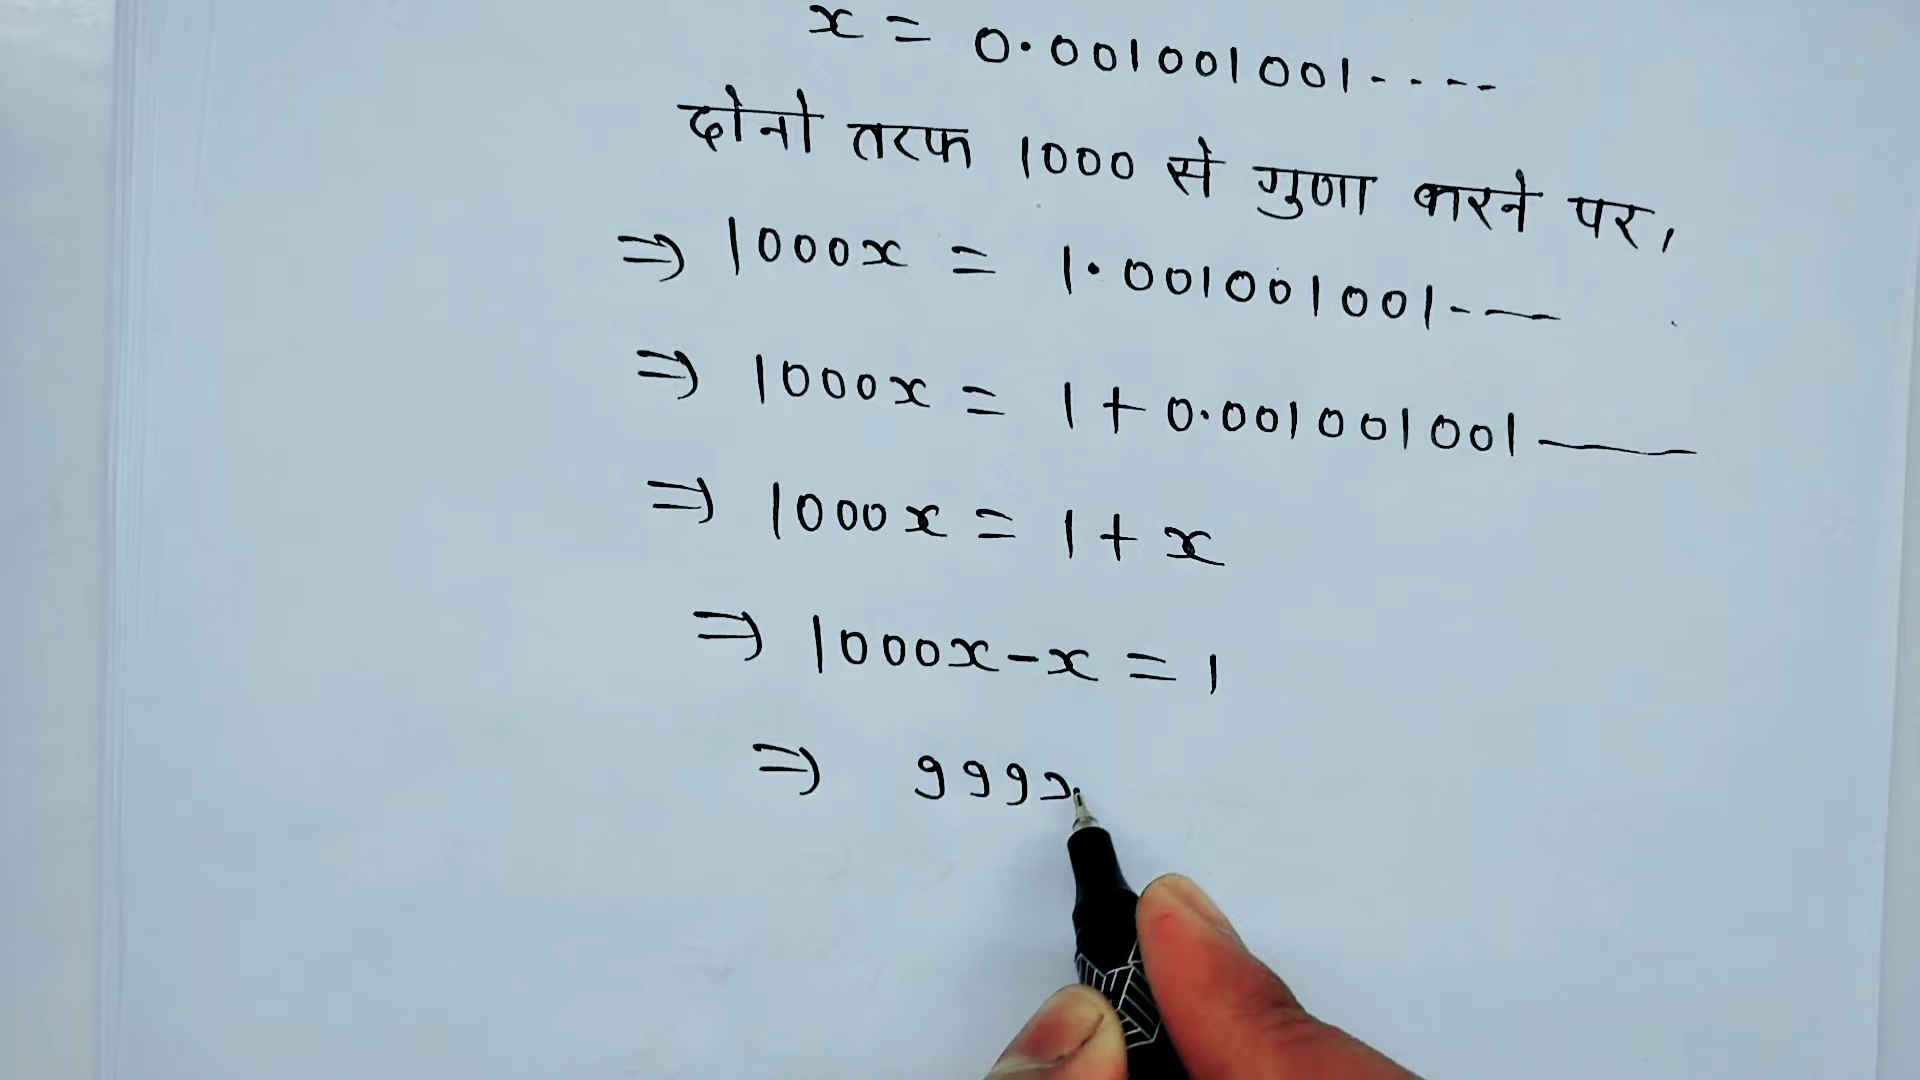 x = 0.001001001----
दोनो तरफ 1000 से गुणा करने पर,
⇒ 1000x = 1.001001001---
⇒ 1000x = 1 + 0.001001001——
⇒ 1000x = 1 + x
⇒ 1000x - x = 1
⇒ 999x